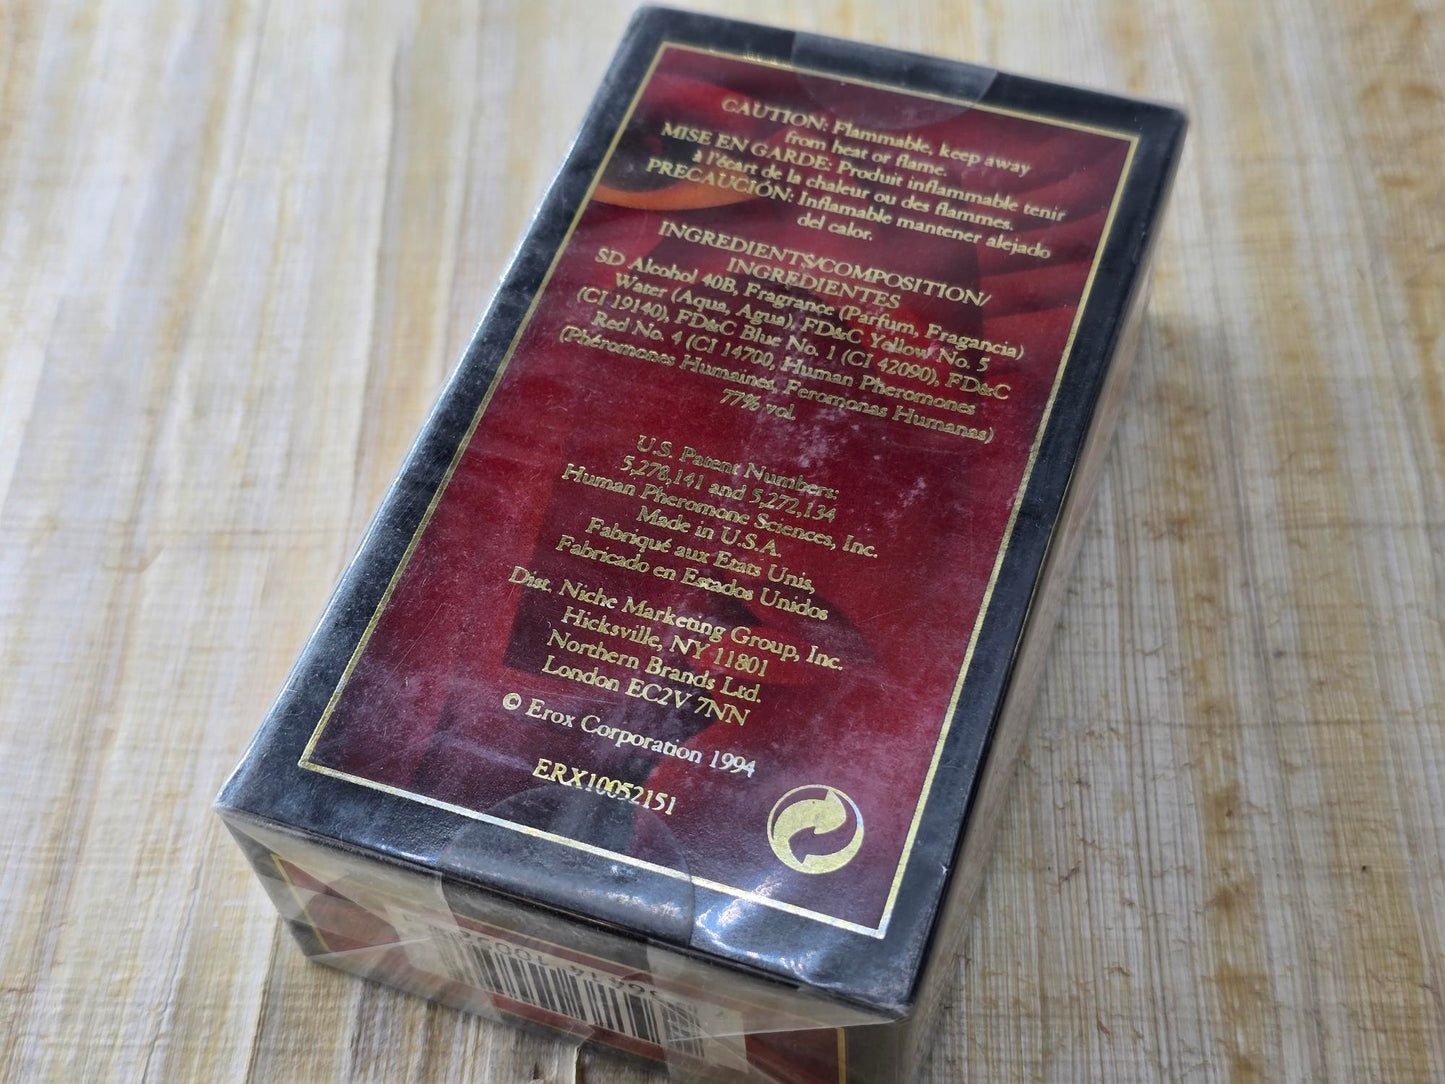 CAUTION: Flammable, keep away
from heat or flame.
MISE EN GARDE: Produit inflammable tenir
à l'écart de la chaleur ou des flammes.
PRECAUCIÓN: Inflamable mantener alejado
del calor.
INGREDIENTS/COMPOSITION/
INGREDIENTES
SD Alcohol 40B, Fragrance (Parfum, Fragancia)
Water (Aqua, Agua), FD&C Yellow No. 5
(CI 19140), FD&C Blue No. 1 (CI 42090), FD&C
Red No. 4 (CI 14700, Human Pheromones
(Phéromones Humaines, Feromonas Humanas)
77% vol.
U.S. Patent Numbers:
5,278,141 and 5,272,134
Human Pheromone Sciences, Inc.
Made in U.S.A.
Fabriqué aux Etats Unis,
Fabricado en Estados Unidos
Dist. Niche Marketing Group, Inc.
Hicksville, NY 11801
Northern Brands Ltd.
London EC2V 7NN
© Erox Corporation 1994
ERX10052151